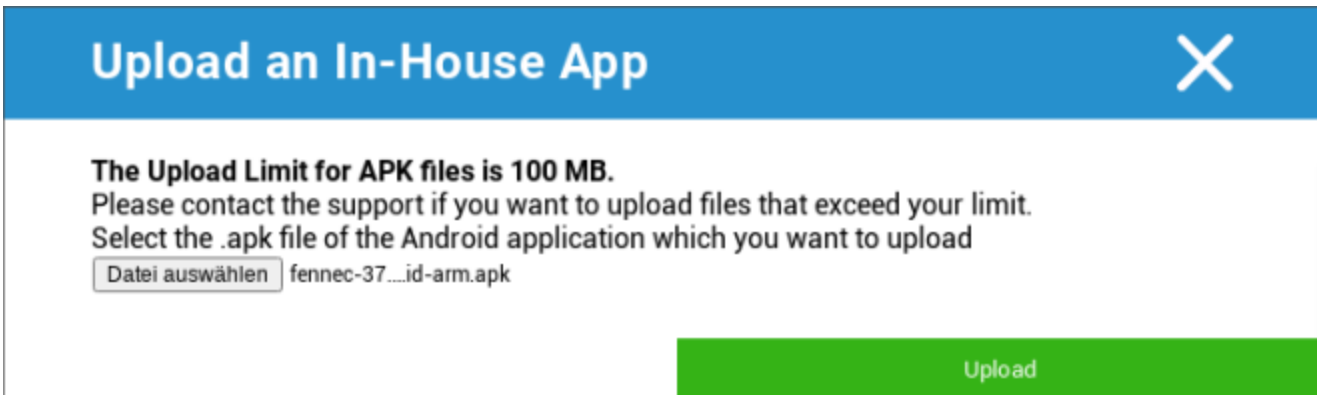 Upload an In-House App
The Upload Limit for APK files is 100 MB.
Please contact the support if you want to upload files that exceed your limit.
Select the .apk file of the Android application which you want to upload
Datei auswählen fennec-37....id-arm.apk
Upload